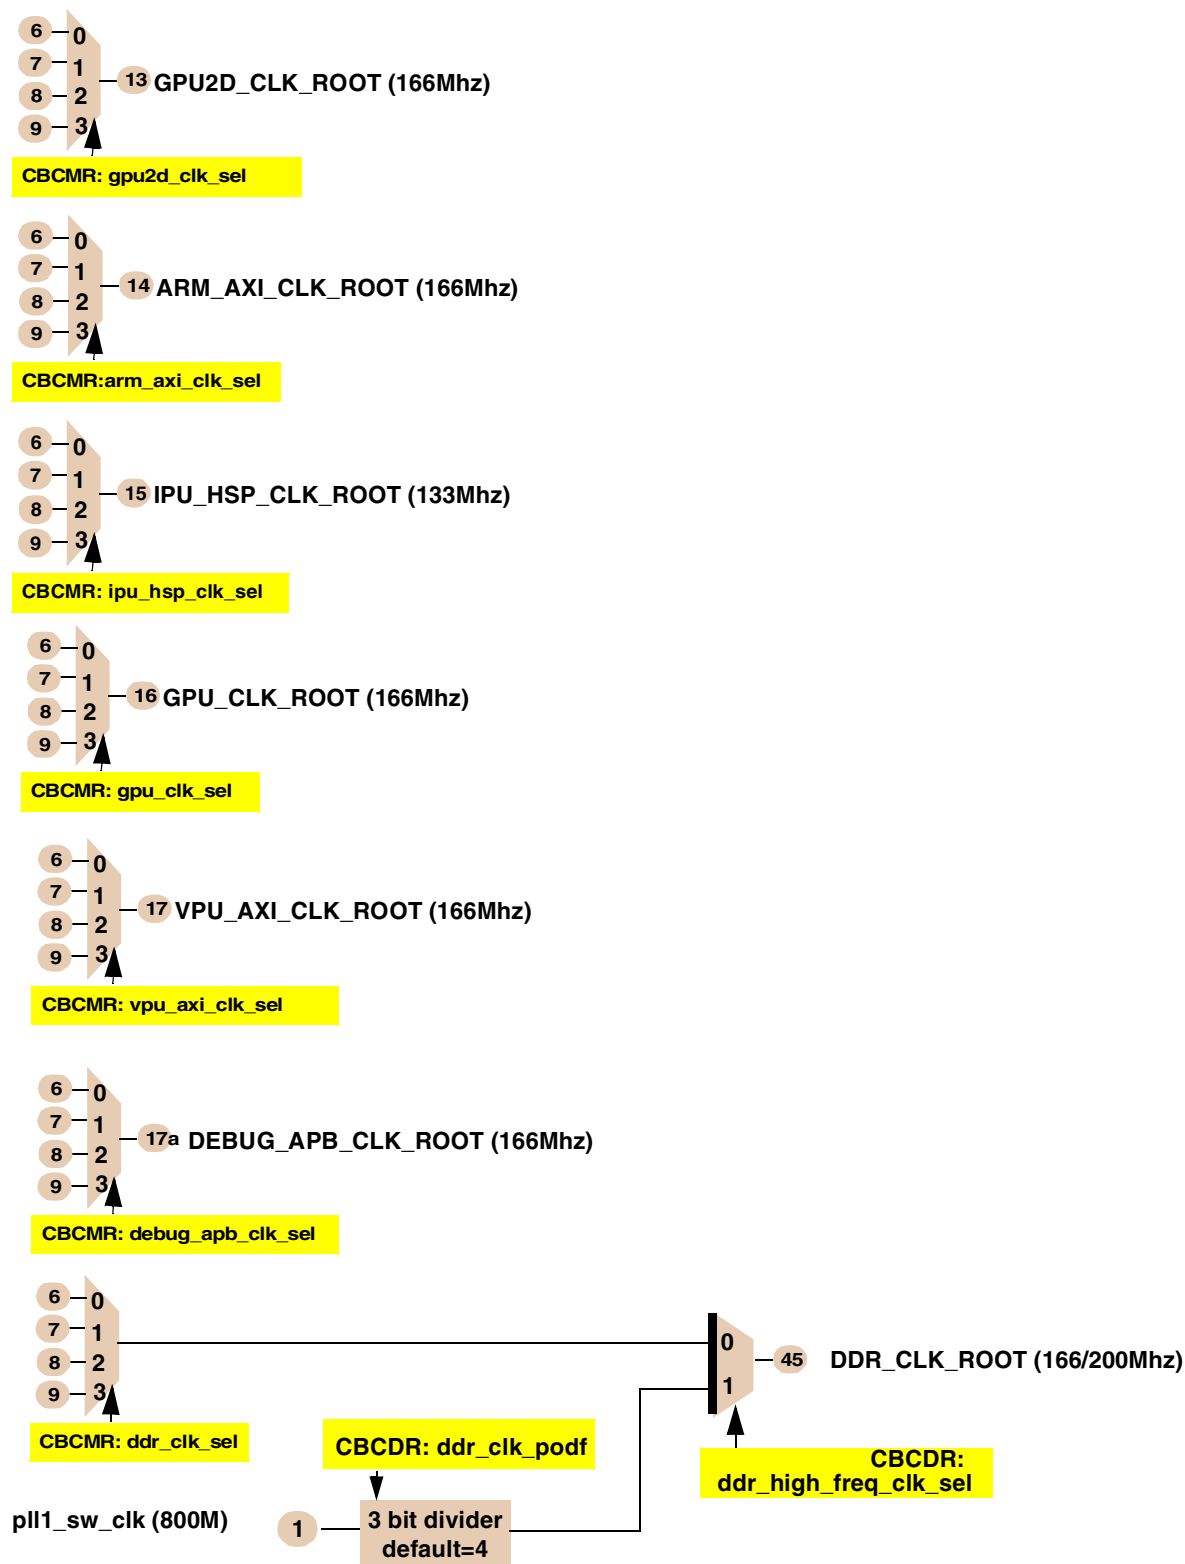 6 0
7 1
8 2
9 3
13 GPU2D_CLK_ROOT (166Mhz)
CBCMR: gpu2d_clk_sel
6 0
7 1
8 2
9 3
14 ARM_AXI_CLK_ROOT (166Mhz)
CBCMR:arm_axi_clk_sel
6 0
7 1
8 2
9 3
15 IPU_HSP_CLK_ROOT (133Mhz)
CBCMR: ipu_hsp_clk_sel
6 0
7 1
8 2
9 3
16 GPU_CLK_ROOT (166Mhz)
CBCMR: gpu_clk_sel
6 0
7 1
8 2
9 3
17 VPU_AXI_CLK_ROOT (166Mhz)
CBCMR: vpu_axi_clk_sel
6 0
7 1
8 2
9 3
17a DEBUG_APB_CLK_ROOT (166Mhz)
CBCMR: debug_apb_clk_sel
6 0
7 1
8 2
9 3
0
1
45 DDR_CLK_ROOT (166/200Mhz)
CBCMR: ddr_clk_sel
CBCDR: ddr_clk_podf
CBCDR:
ddr_high_freq_clk_sel
pll1_sw_clk (800M)
1
3 bit divider
default=4